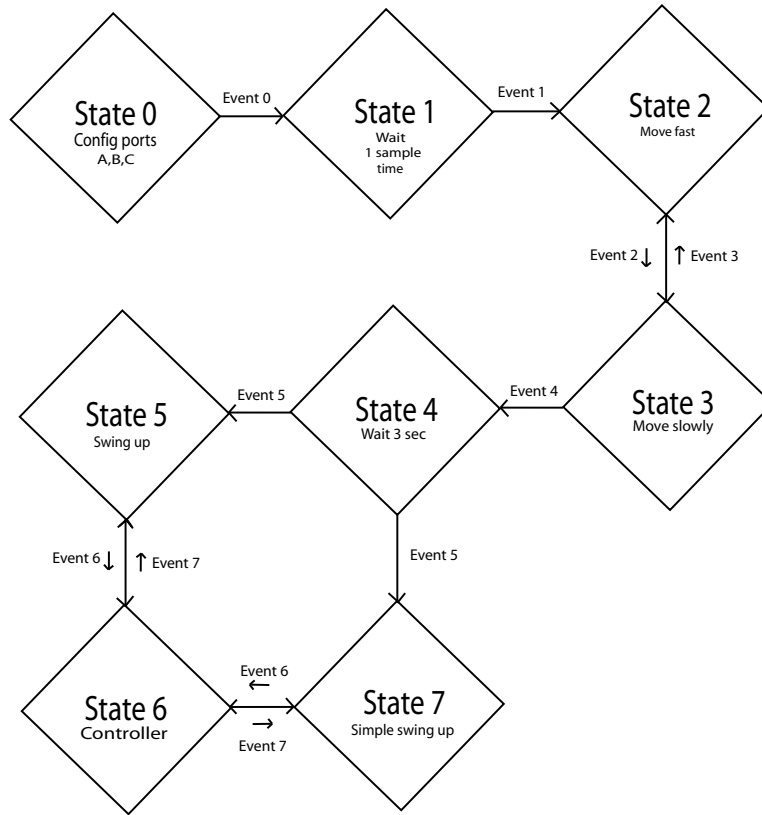 State 0
Config ports
A,B,C
Event 0
State 1
Wait
1 sample
time
Event 1
State 2
Move fast
Event 2
Event 3
State 3
Move slowly
Event 4
State 4
Wait 3 sec
Event 5
State 5
Swing up
Event 5
Event 6
Event 7
State 6
Controller
Event 6
Event 7
State 7
Simple swing up